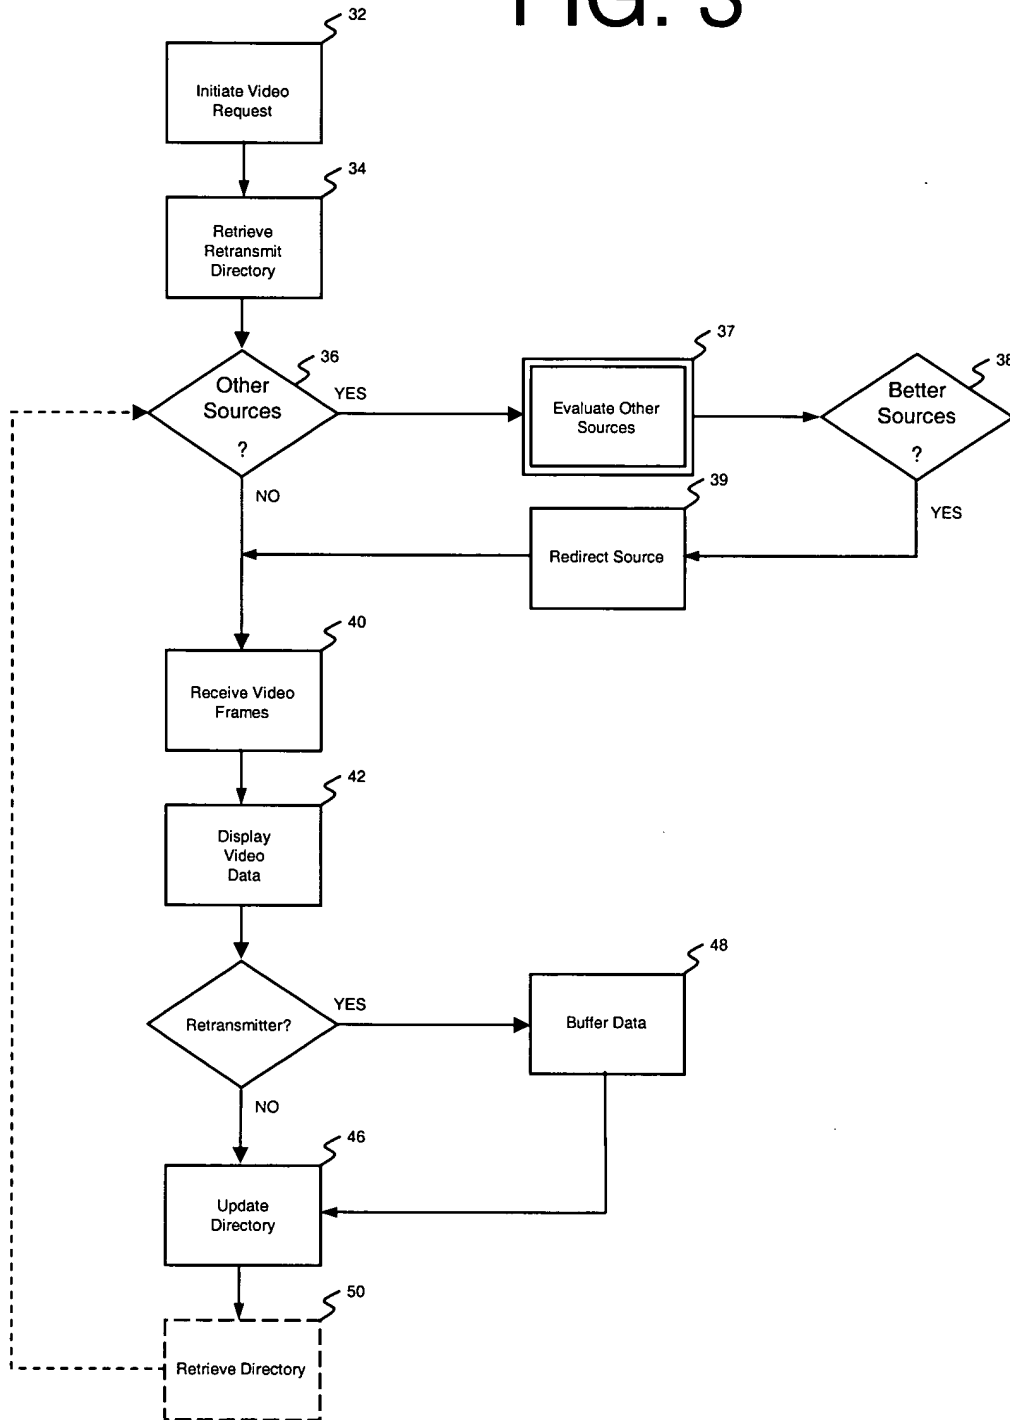 FIG. 3
32
Initiate Video
Request
34
Retrieve
Retransmit
Directory
36
Other
Sources
?
YES
NO
37
Evaluate Other
Sources
38
Better
Sources
?
YES
39
Redirect Source
40
Receive Video
Frames
42
Display
Video
Data
Retransmitter?
YES
NO
48
Buffer Data
46
Update
Directory
50
Retrieve Directory